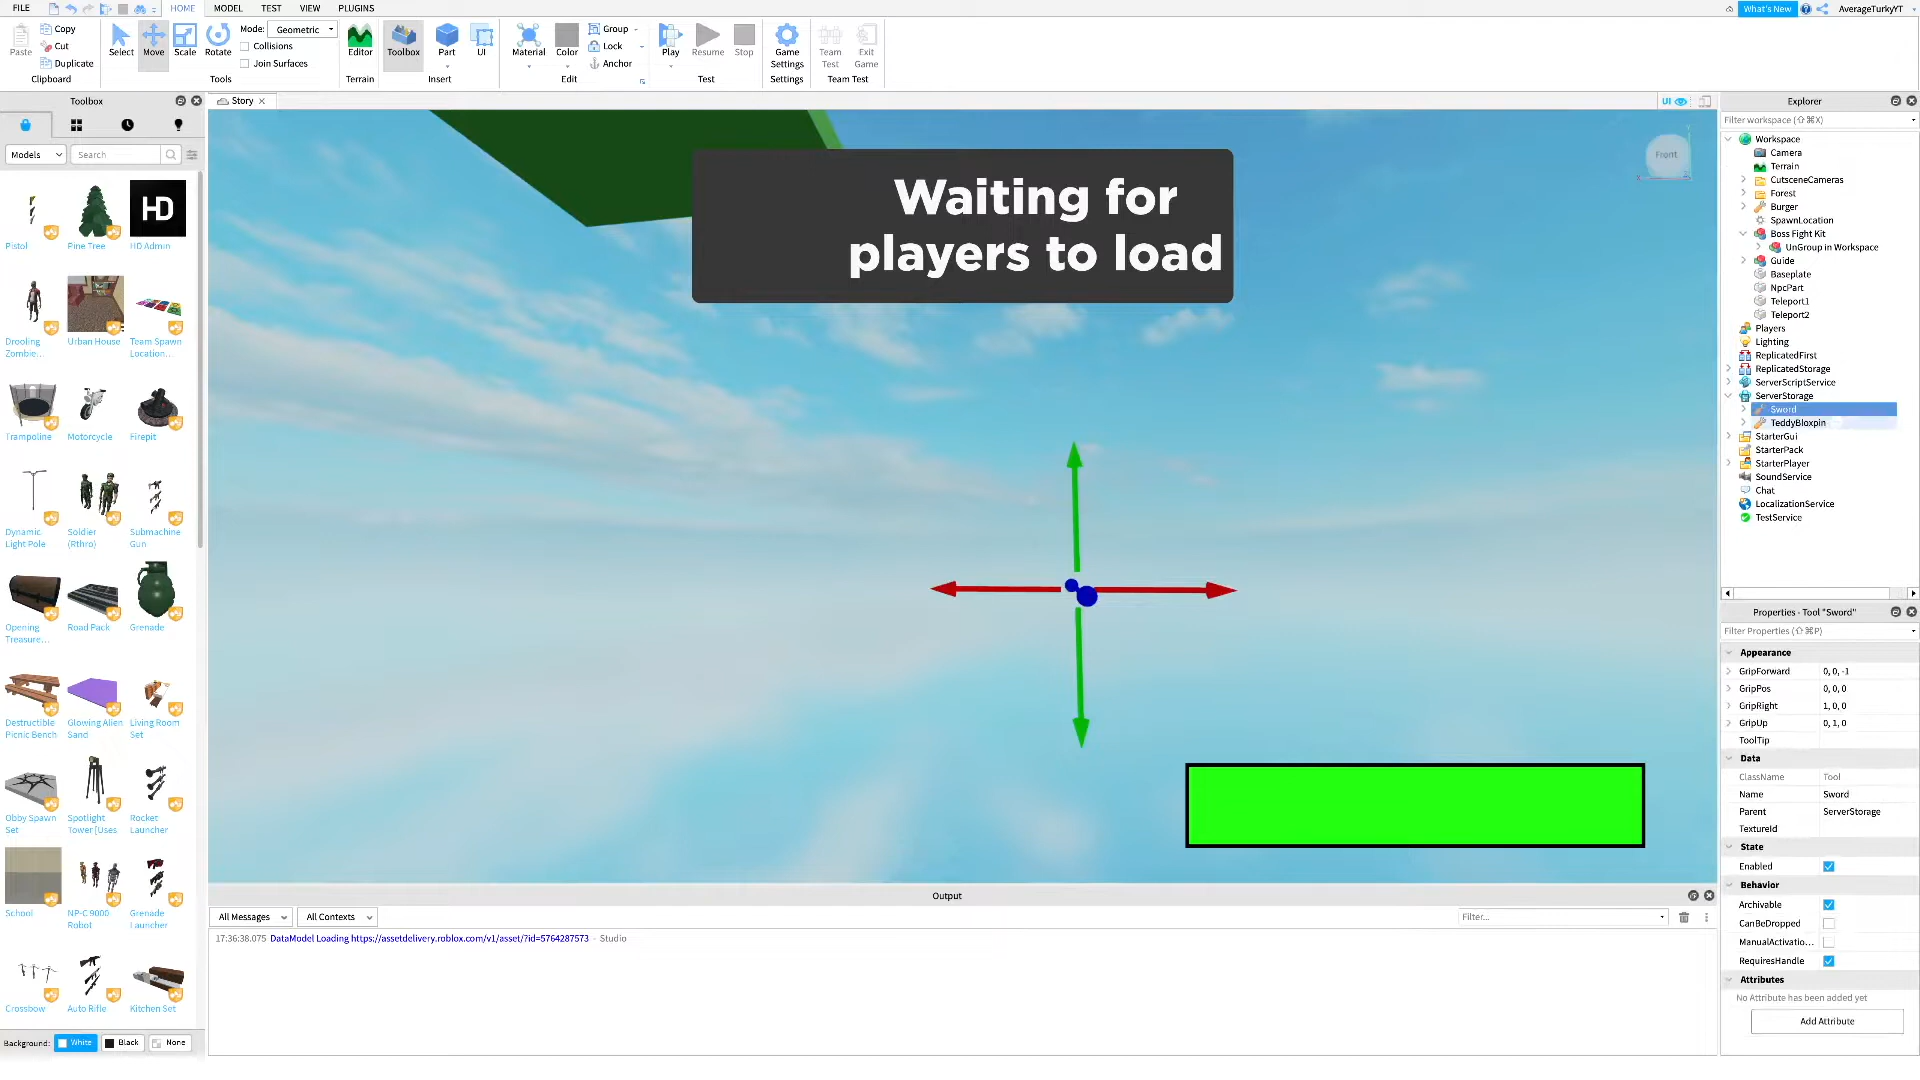 FILE
HOME
MODEL
TEST
VIEW
PLUGINS
What's New
AverageTurkyYT
Paste
Copy
Cut
Duplicate
Clipboard
Select
Move
Scale
Rotate
Mode: Geometric
Collisions
Join Surfaces
Tools
Editor
Terrain
Toolbox
Part
UI
Insert
Material
Color
Group
Lock
Anchor
Edit
Play
Resume
Stop
Test
Game
Settings
Settings
Team
Test
Exit
Game
Team Test
Toolbox
Models
Search
Pistol
Pine Tree
HD
HD Admin
Drooling
Zombie...
Urban House
Team Spawn
Location...
Trampoline
Motorcycle
Firepit
Dynamic
Light Pole
Soldier
(Rthro)
Submachine
Gun
Opening
Treasure...
Road Pack
Grenade
Destructible
Picnic Bench
Glowing Alien
Sand
Living Room
Set
Obby Spawn
Set
Spotlight
Tower [Uses
Rocket
Launcher
School
NP-C 9000
Robot
Grenade
Launcher
Crossbow
Auto Rifle
Kitchen Set
Background:
White
Black
None
Story
UI
Waiting for
players to load
Front
Output
All Messages
All Contexts
Filter...
17:36:38.075 DataModel Loading https://assetdelivery.roblox.com/v1/asset/?id=5764287573 - Studio
Explorer
Filter workspace (⇧⌘X)
Workspace
Camera
Terrain
CutsceneCameras
Forest
Burger
SpawnLocation
Boss Fight Kit
UnGroup in Workspace
Guide
Baseplate
NpcPart
Teleport1
Teleport2
Players
Lighting
ReplicatedFirst
ReplicatedStorage
ServerScriptService
ServerStorage
Sword
TeddyBloxpin
StarterGui
StarterPack
StarterPlayer
SoundService
Chat
LocalizationService
TestService
Properties - Tool "Sword"
Filter Properties (⇧⌘P)
Appearance
GripForward 0, 0, -1
GripPos 0, 0, 0
GripRight 1, 0, 0
GripUp 0, 1, 0
ToolTip
Data
ClassName Tool
Name Sword
Parent ServerStorage
TextureId
State
Enabled
Behavior
Archivable
CanBeDropped
ManualActivatio...
RequiresHandle
Attributes
No Attribute has been added yet
Add Attribute